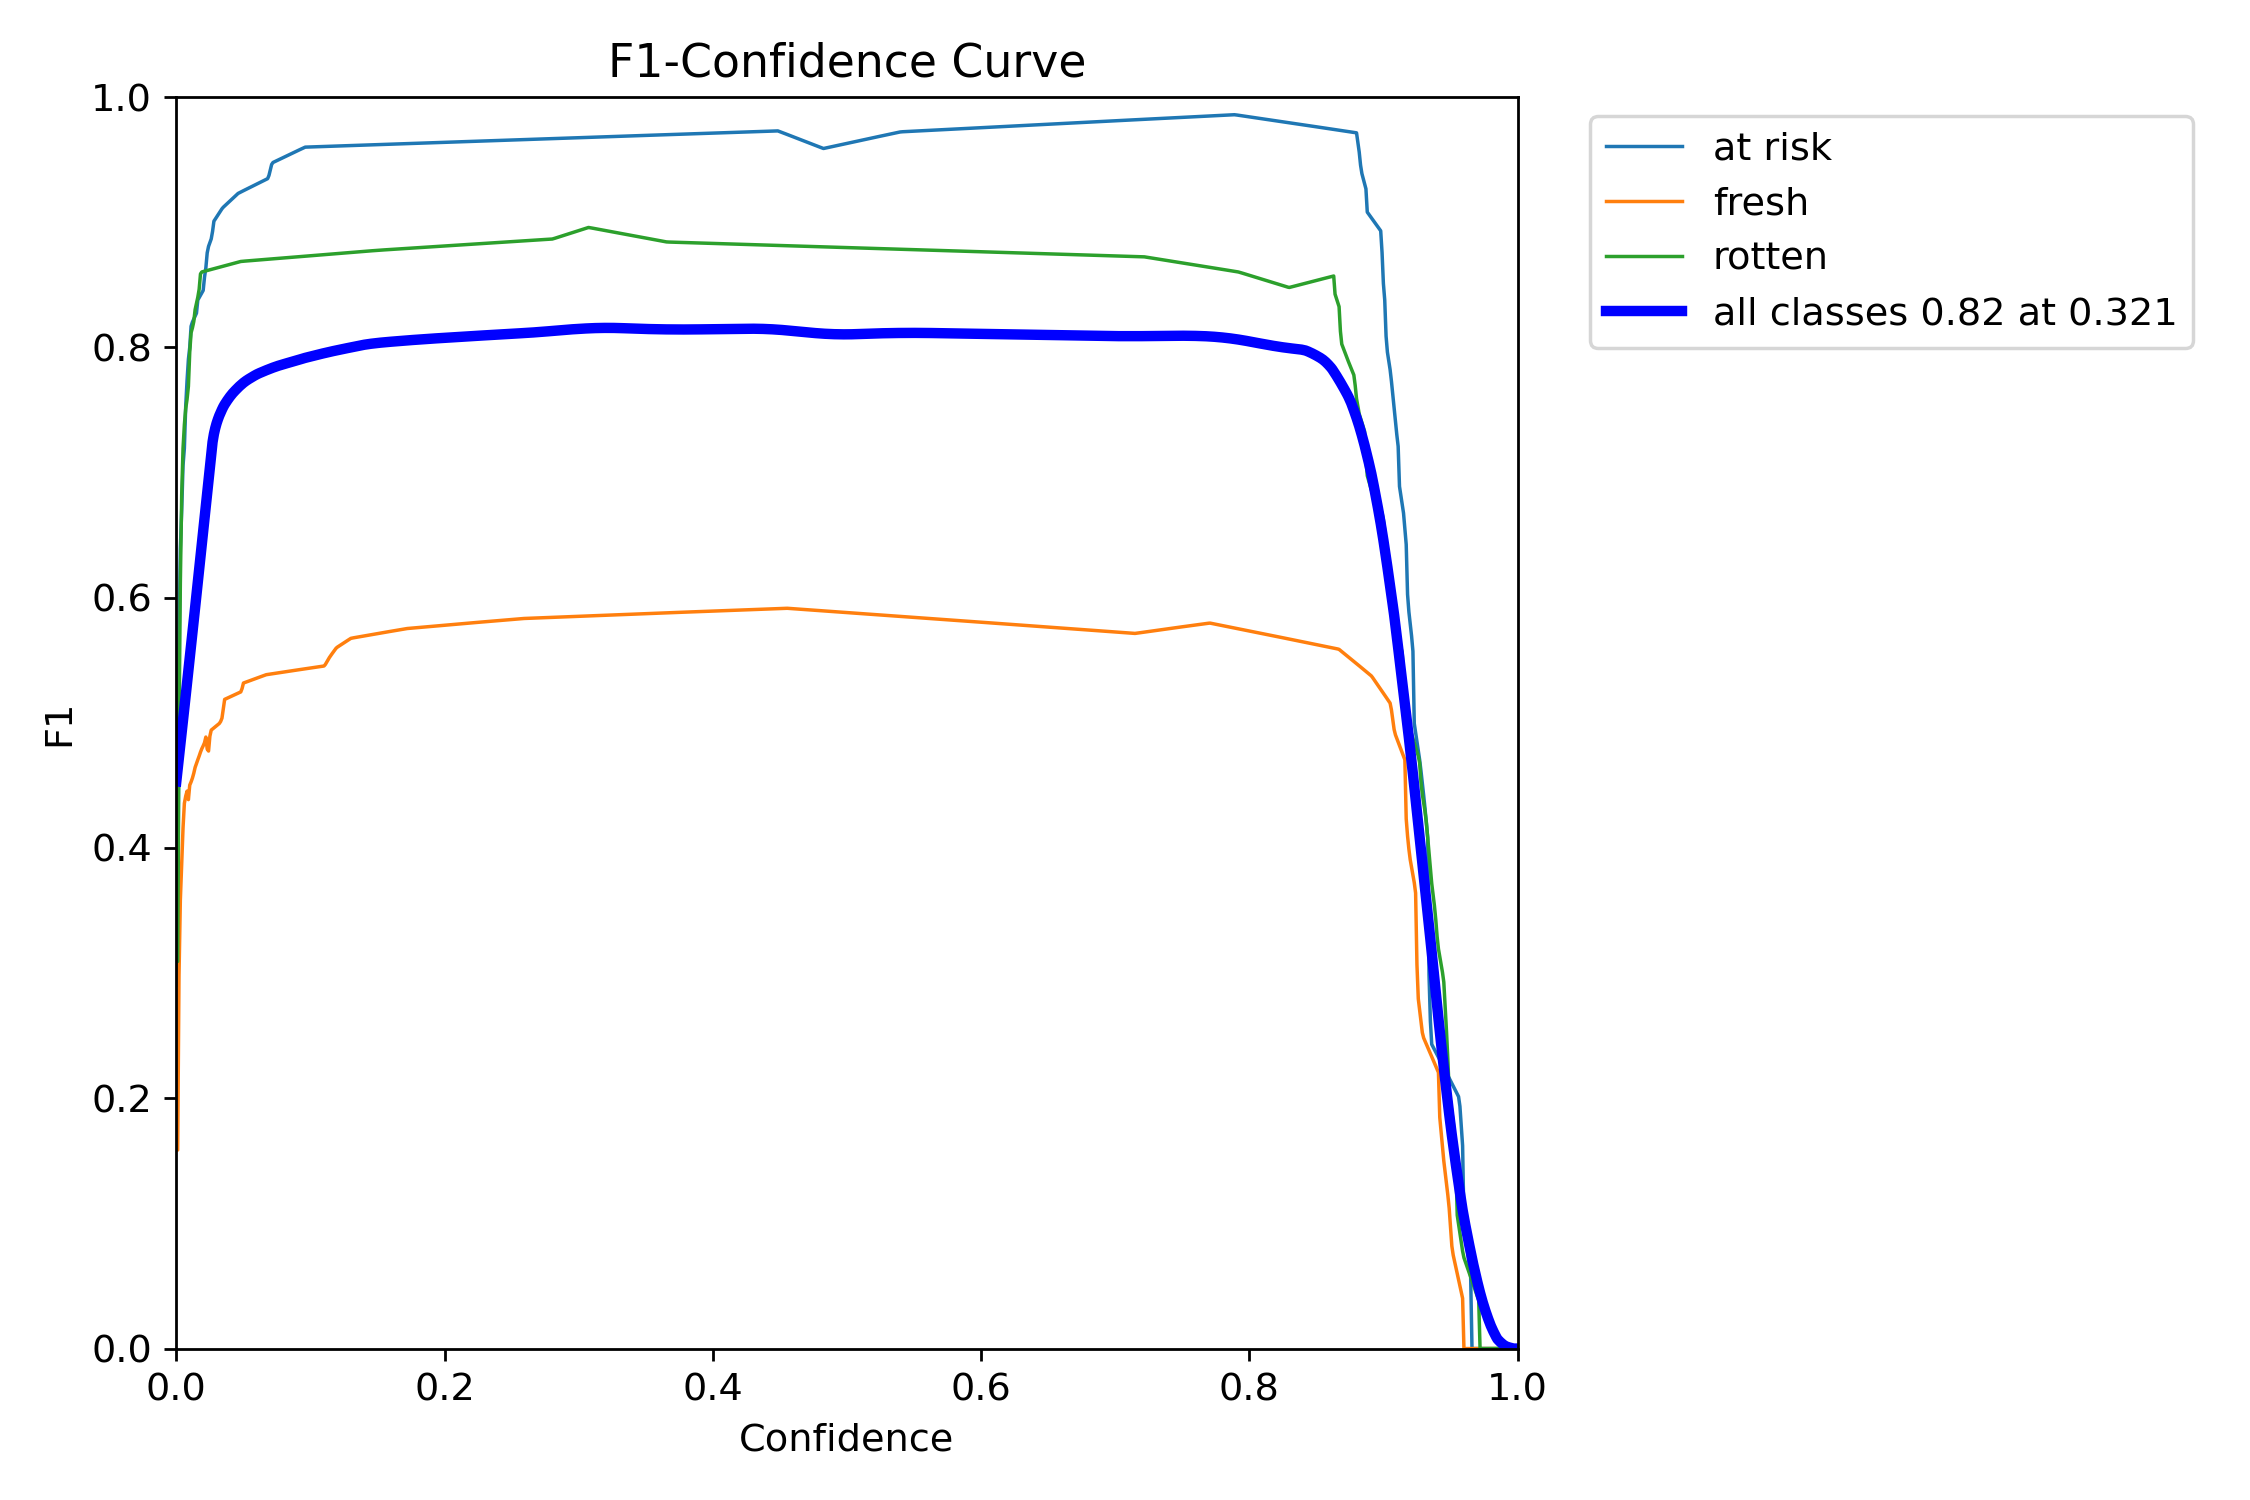 F1-Confidence Curve
1.0
0.8
0.6
0.4
0.2
0.0
F1
0.0 0.2 0.4 0.6 0.8 1.0
Confidence
at risk
fresh
rotten
all classes 0.82 at 0.321